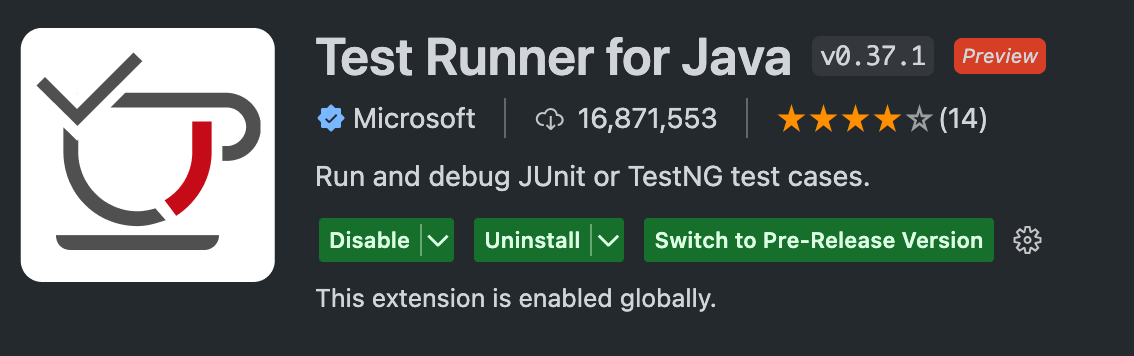 Test Runner for Java v0.37.1 Preview
Microsoft 16,871,553 (14)
Run and debug JUnit or TestNG test cases.
Disable Uninstall Switch to Pre-Release Version
This extension is enabled globally.